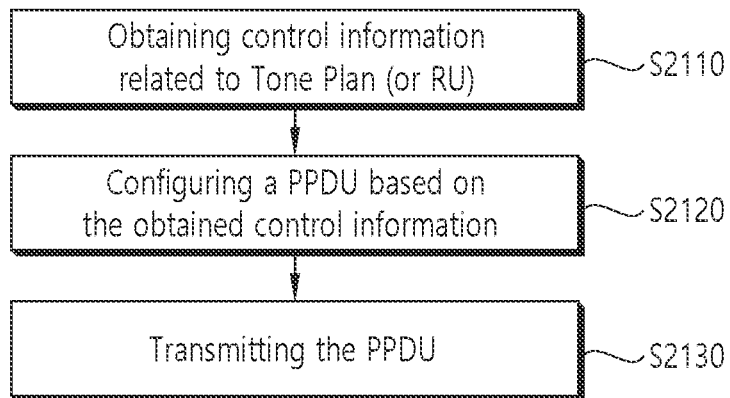 Obtaining control information
related to Tone Plan (or RU)
S2110
Configuring a PPDU based on
the obtained control information
S2120
Transmitting the PPDU
S2130